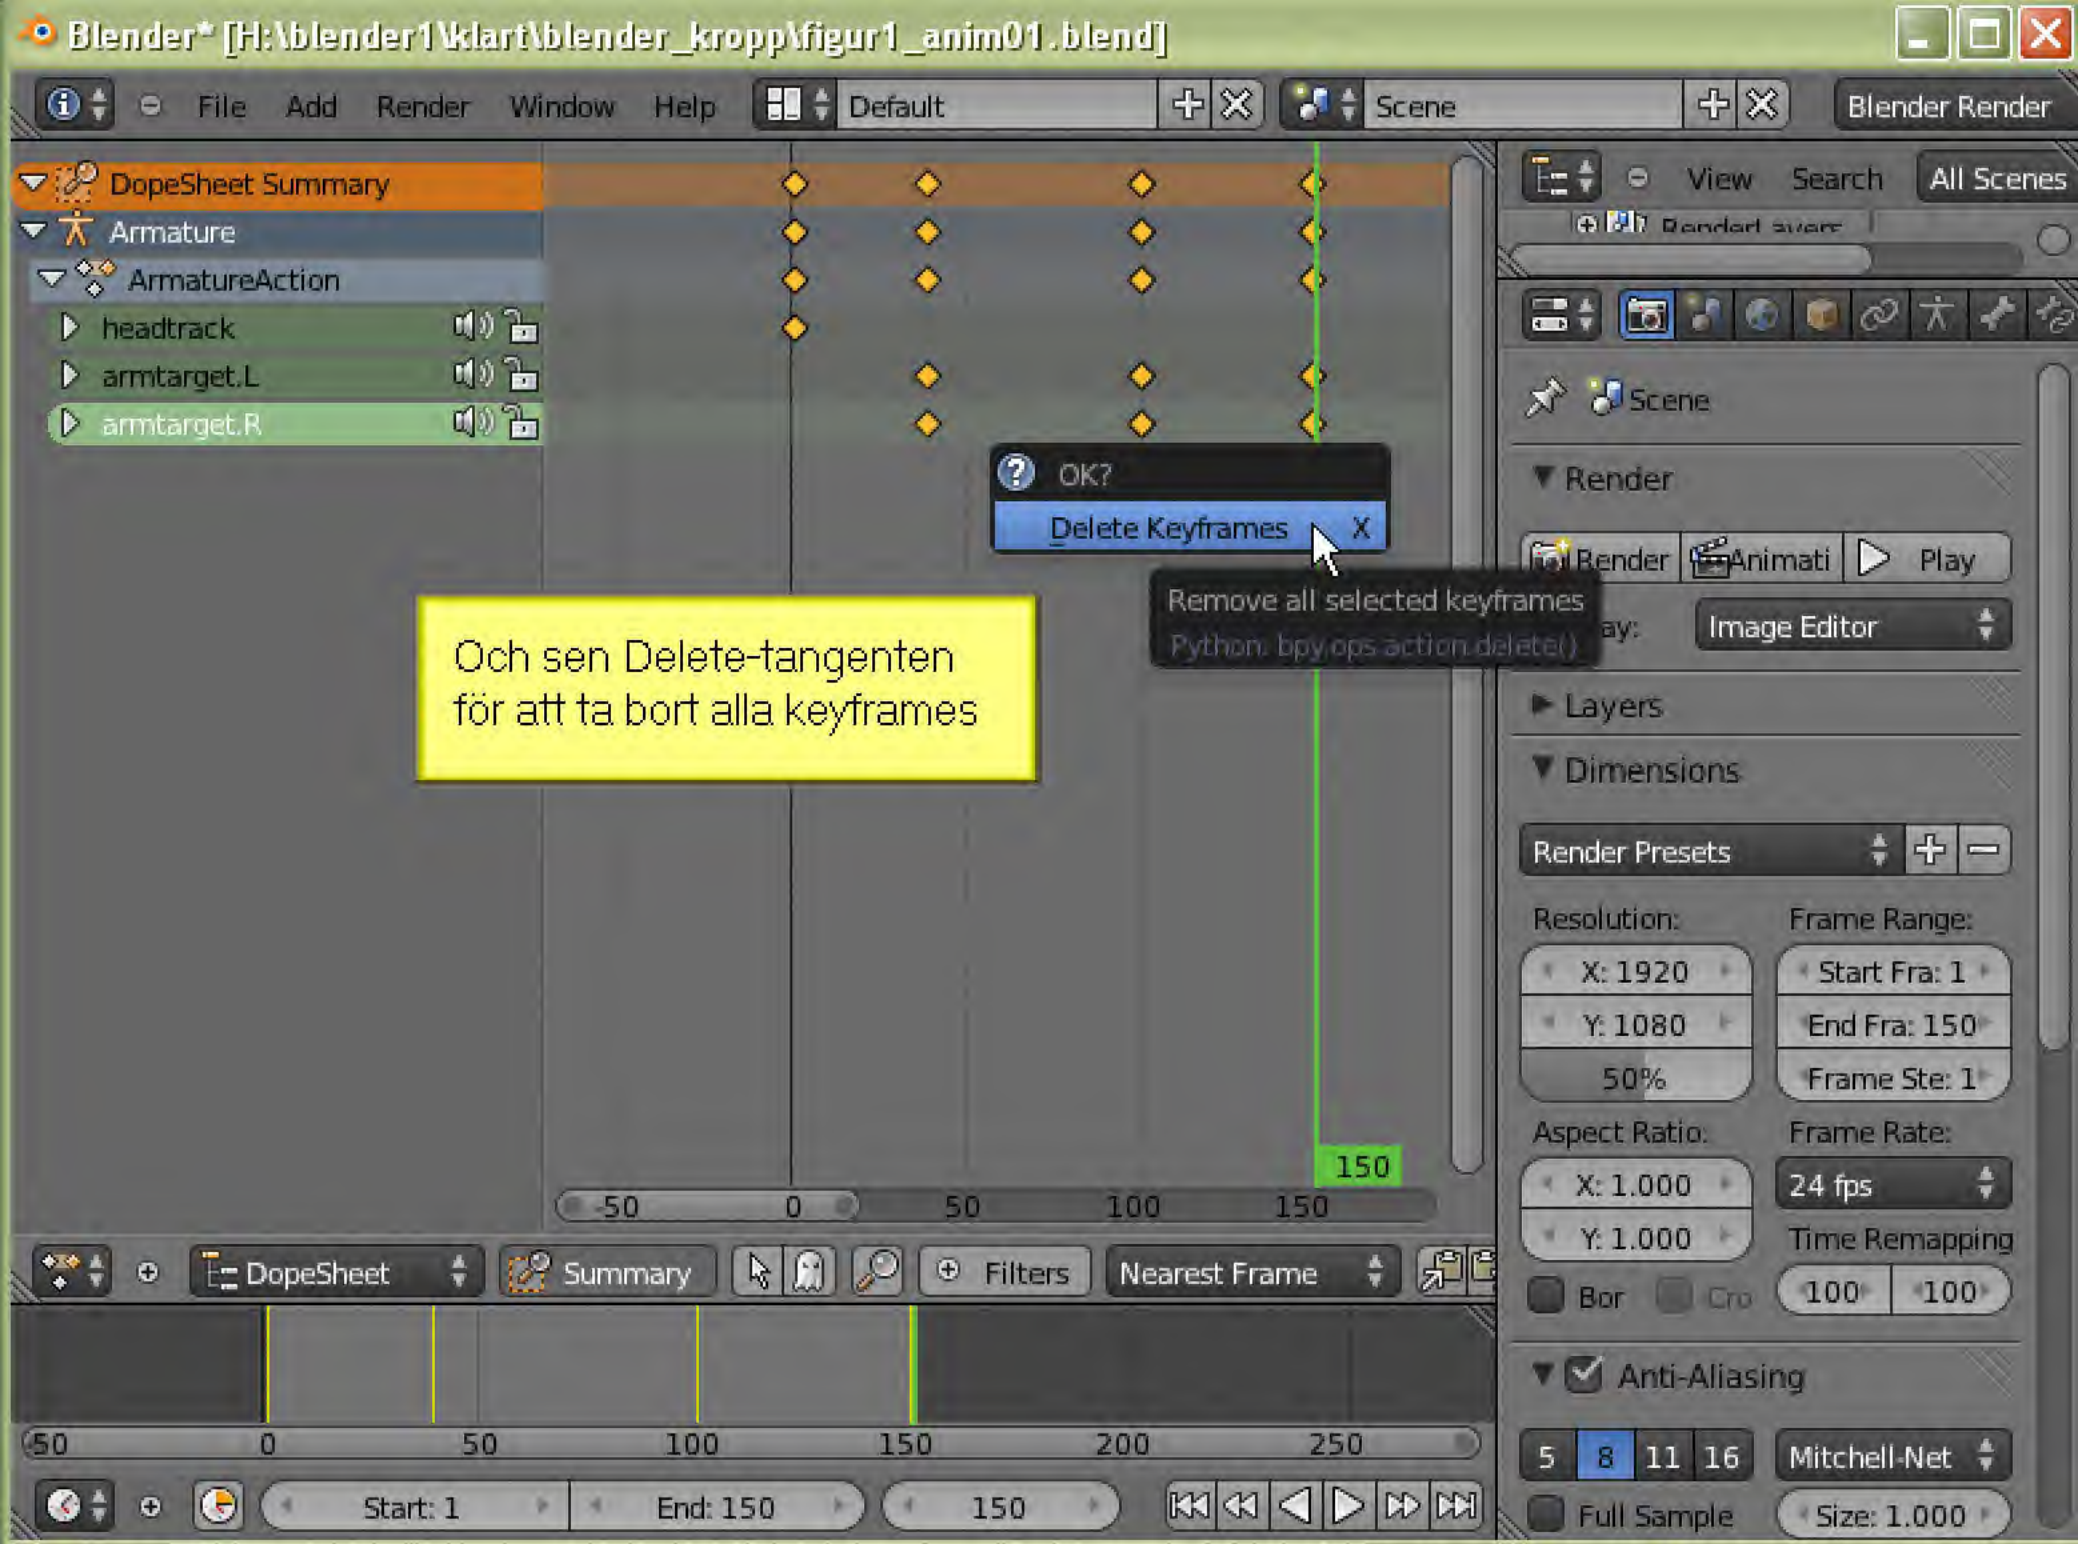 Blender* [H:\blender1\klart\blender_kropp\figur1_anim01.blend]
File Add Render Window Help Default Scene Blender Render
DopeSheet Summary
Armature
ArmatureAction
headtrack
armtarget.L
armtarget.R
OK?
Delete Keyframes X
Remove all selected keyframes
Python: bpy.ops.action.delete()
Och sen Delete-tangenten
för att ta bort alla keyframes
150
-50 0 50 100 150
DopeSheet Summary Filters Nearest Frame
-50 0 50 100 150 200 250
Start: 1 End: 150 150
View Search All Scenes
RenderLayers
Scene
Render
Render Animati Play
ay: Image Editor
Layers
Dimensions
Render Presets
Resolution: Frame Range:
X: 1920 Start Fra: 1
Y: 1080 End Fra: 150
50% Frame Ste: 1
Aspect Ratio: Frame Rate:
X: 1.000 24 fps
Y: 1.000 Time Remapping
Bor Cro 100 100
Anti-Aliasing
5 8 11 16 Mitchell-Net
Full Sample Size: 1.000